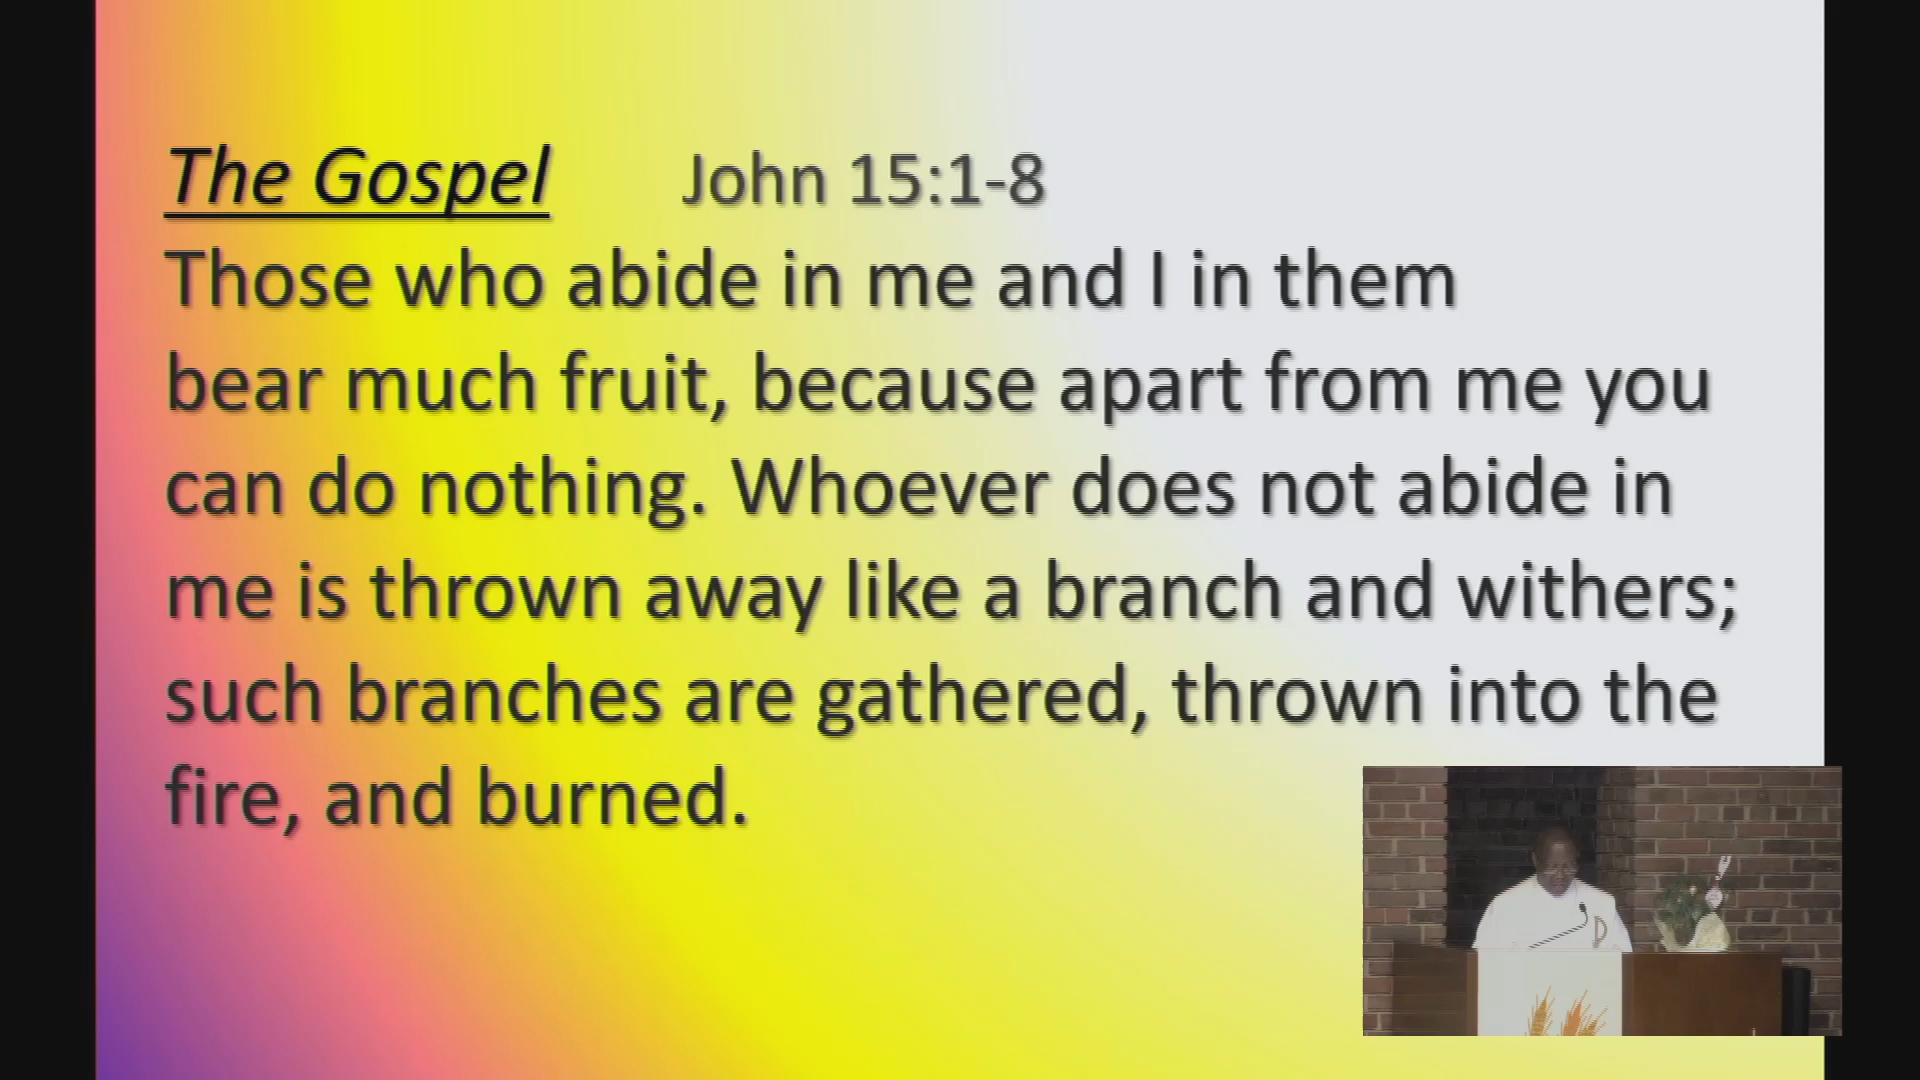 The Gospel John 15:1-8
Those who abide in me and I in them
bear much fruit, because apart from me you
can do nothing. Whoever does not abide in
me is thrown away like a branch and withers;
such branches are gathered, thrown into the
fire, and burned.